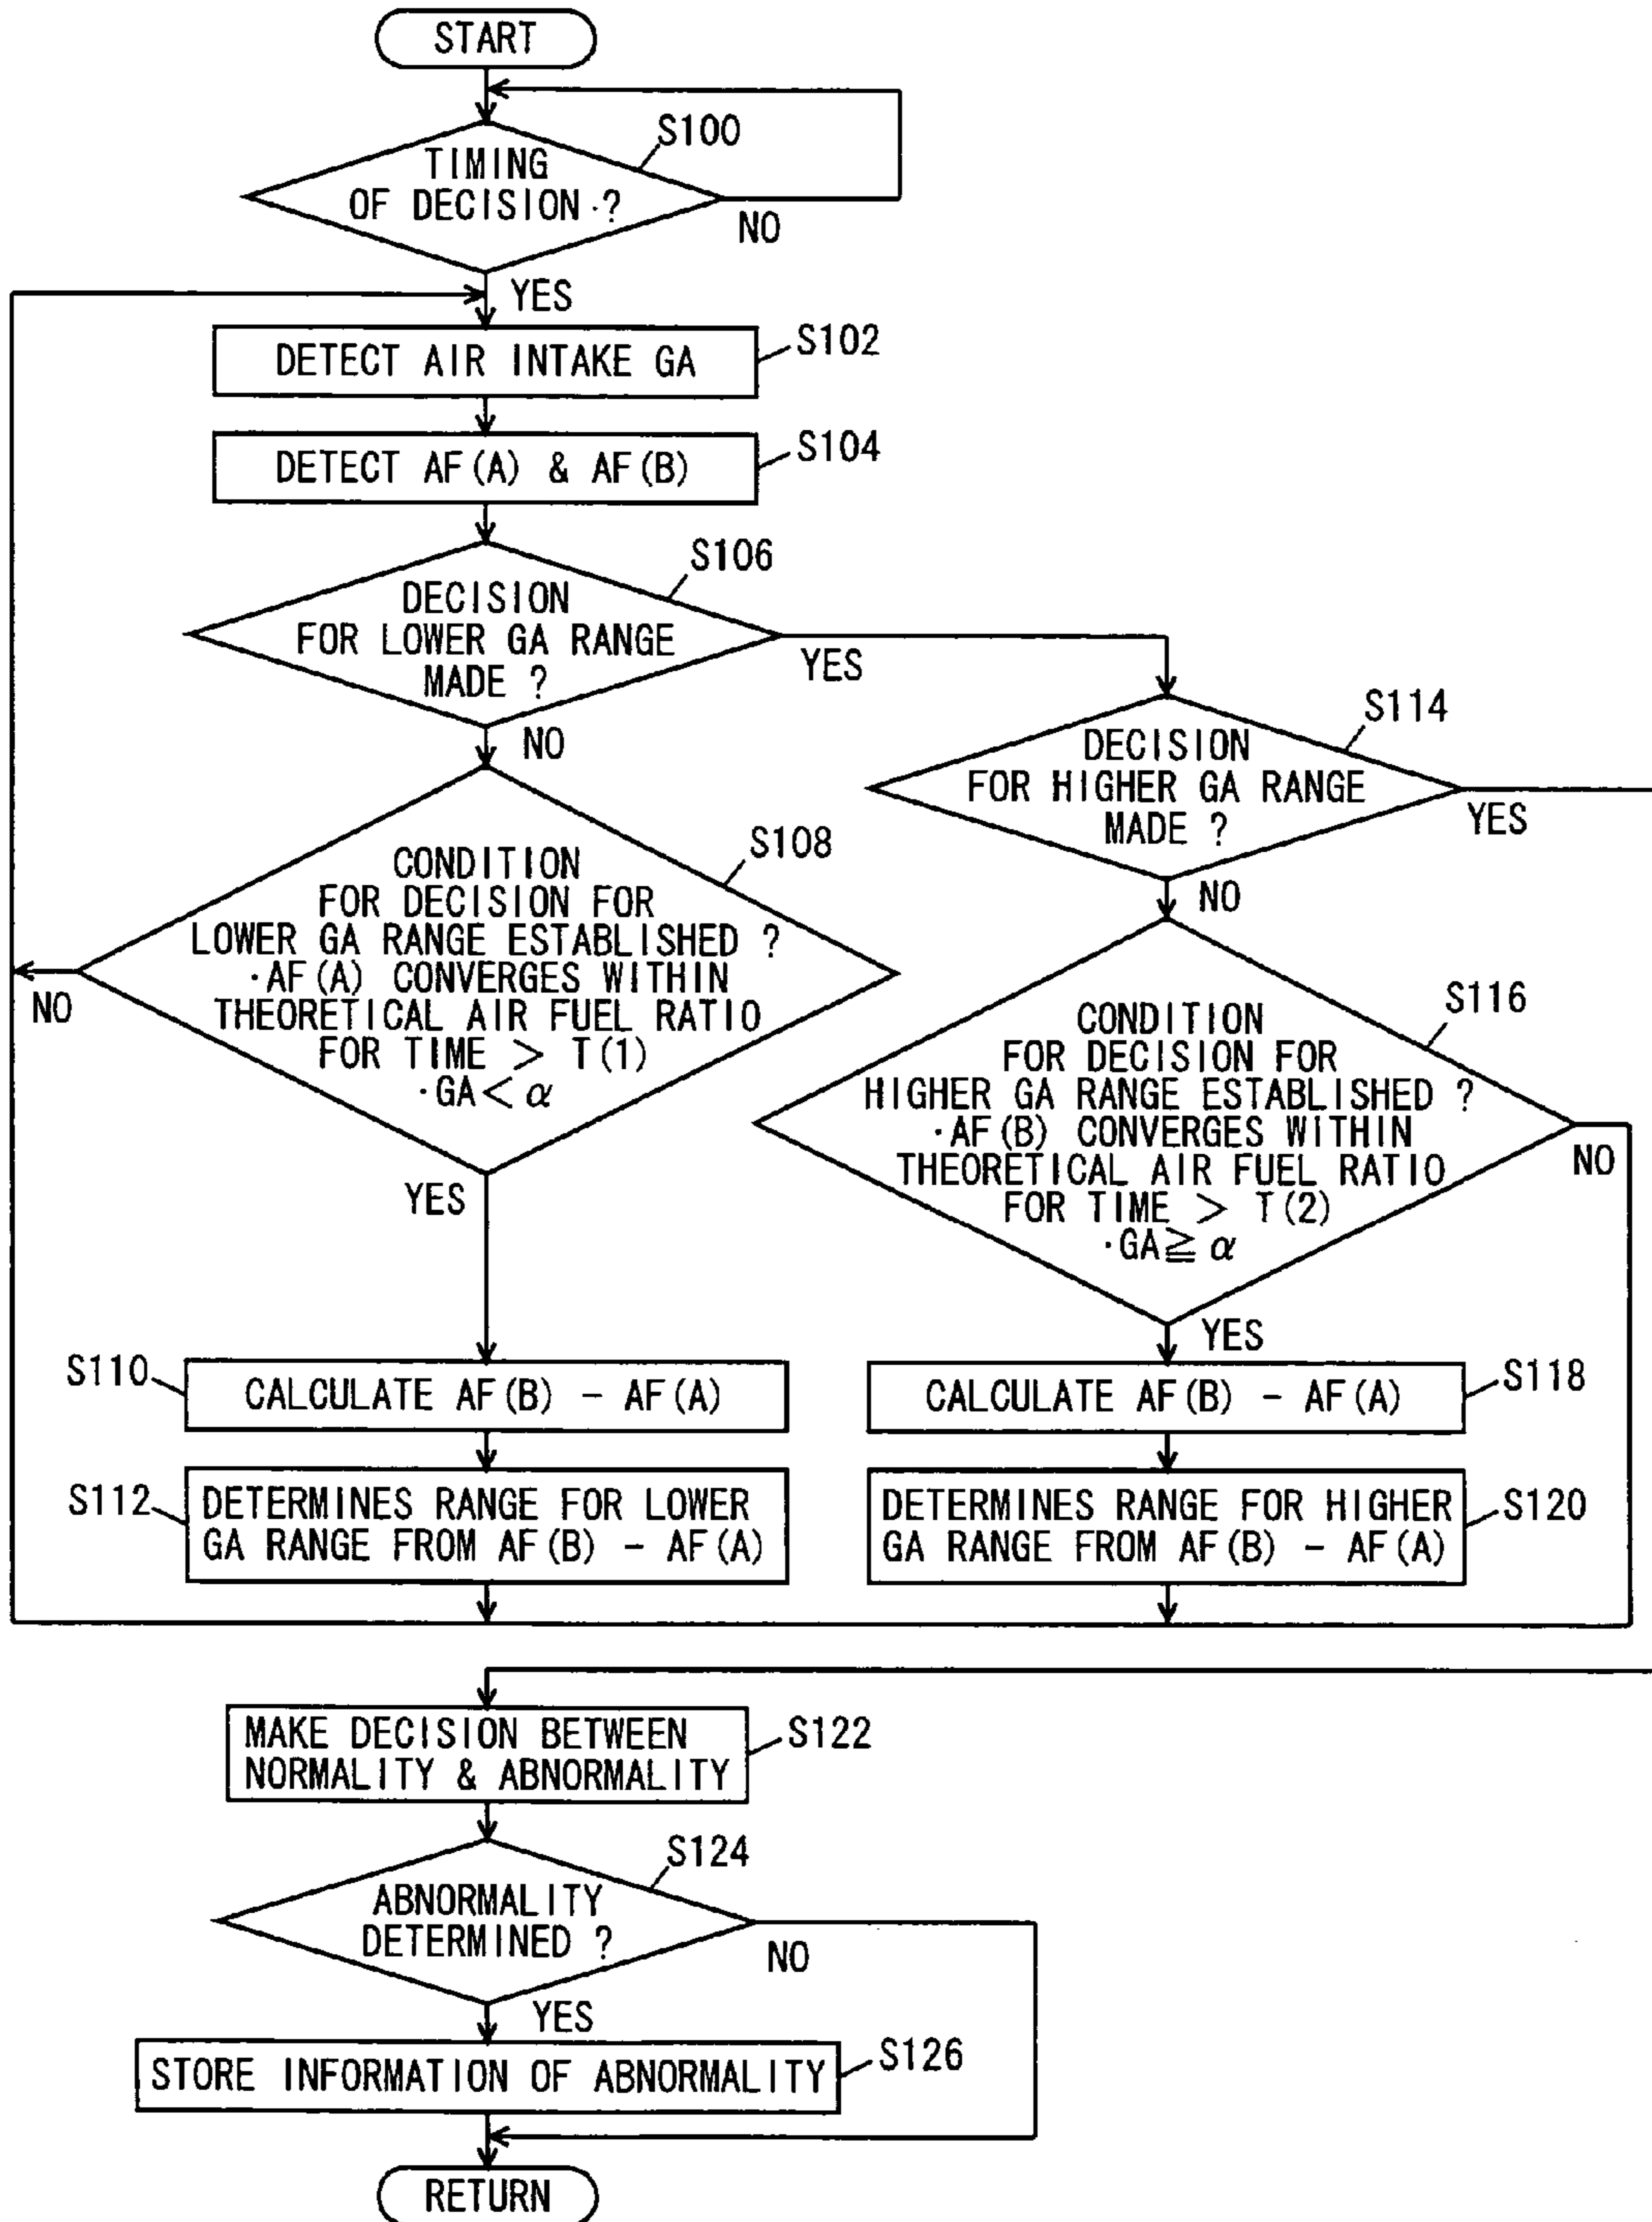 START
S100
TIMING
OF DECISION ?
NO
YES
DETECT AIR INTAKE GA
S102
DETECT AF(A) & AF(B)
S104
S106
DECISION
FOR LOWER GA RANGE
MADE ?
YES
NO
S114
DECISION
FOR HIGHER GA RANGE
MADE ?
YES
NO
S108
CONDITION
FOR DECISION FOR
LOWER GA RANGE ESTABLISHED ?
·AF(A) CONVERGES WITHIN
THEORETICAL AIR FUEL RATIO
FOR TIME > T(1)
·GA<α
NO
YES
S116
CONDITION
FOR DECISION FOR
HIGHER GA RANGE ESTABLISHED ?
·AF(B) CONVERGES WITHIN
THEORETICAL AIR FUEL RATIO
FOR TIME > T(2)
·GA≧α
NO
YES
S110
CALCULATE AF(B) − AF(A)
CALCULATE AF(B) − AF(A)
S118
S112
DETERMINES RANGE FOR LOWER
GA RANGE FROM AF(B) − AF(A)
DETERMINES RANGE FOR HIGHER
GA RANGE FROM AF(B) − AF(A)
S120
MAKE DECISION BETWEEN
NORMALITY & ABNORMALITY
S122
S124
ABNORMALITY
DETERMINED ?
NO
YES
STORE INFORMATION OF ABNORMALITY
S126
RETURN